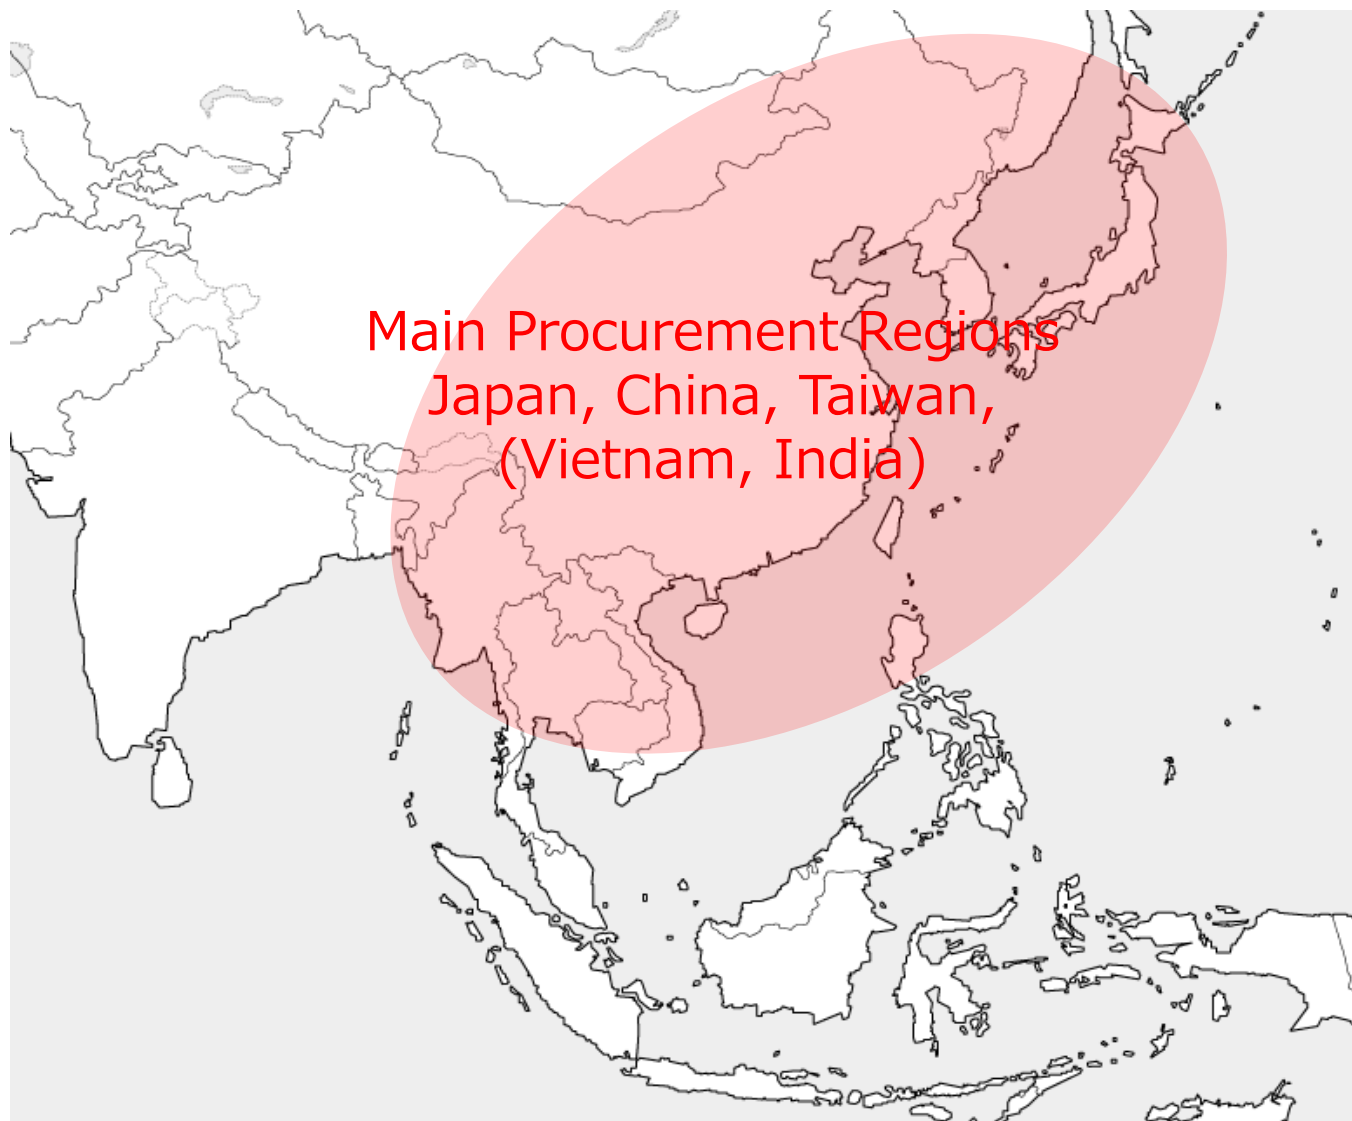 Main Procurement Regions
Japan, China, Taiwan,
(Vietnam, India)